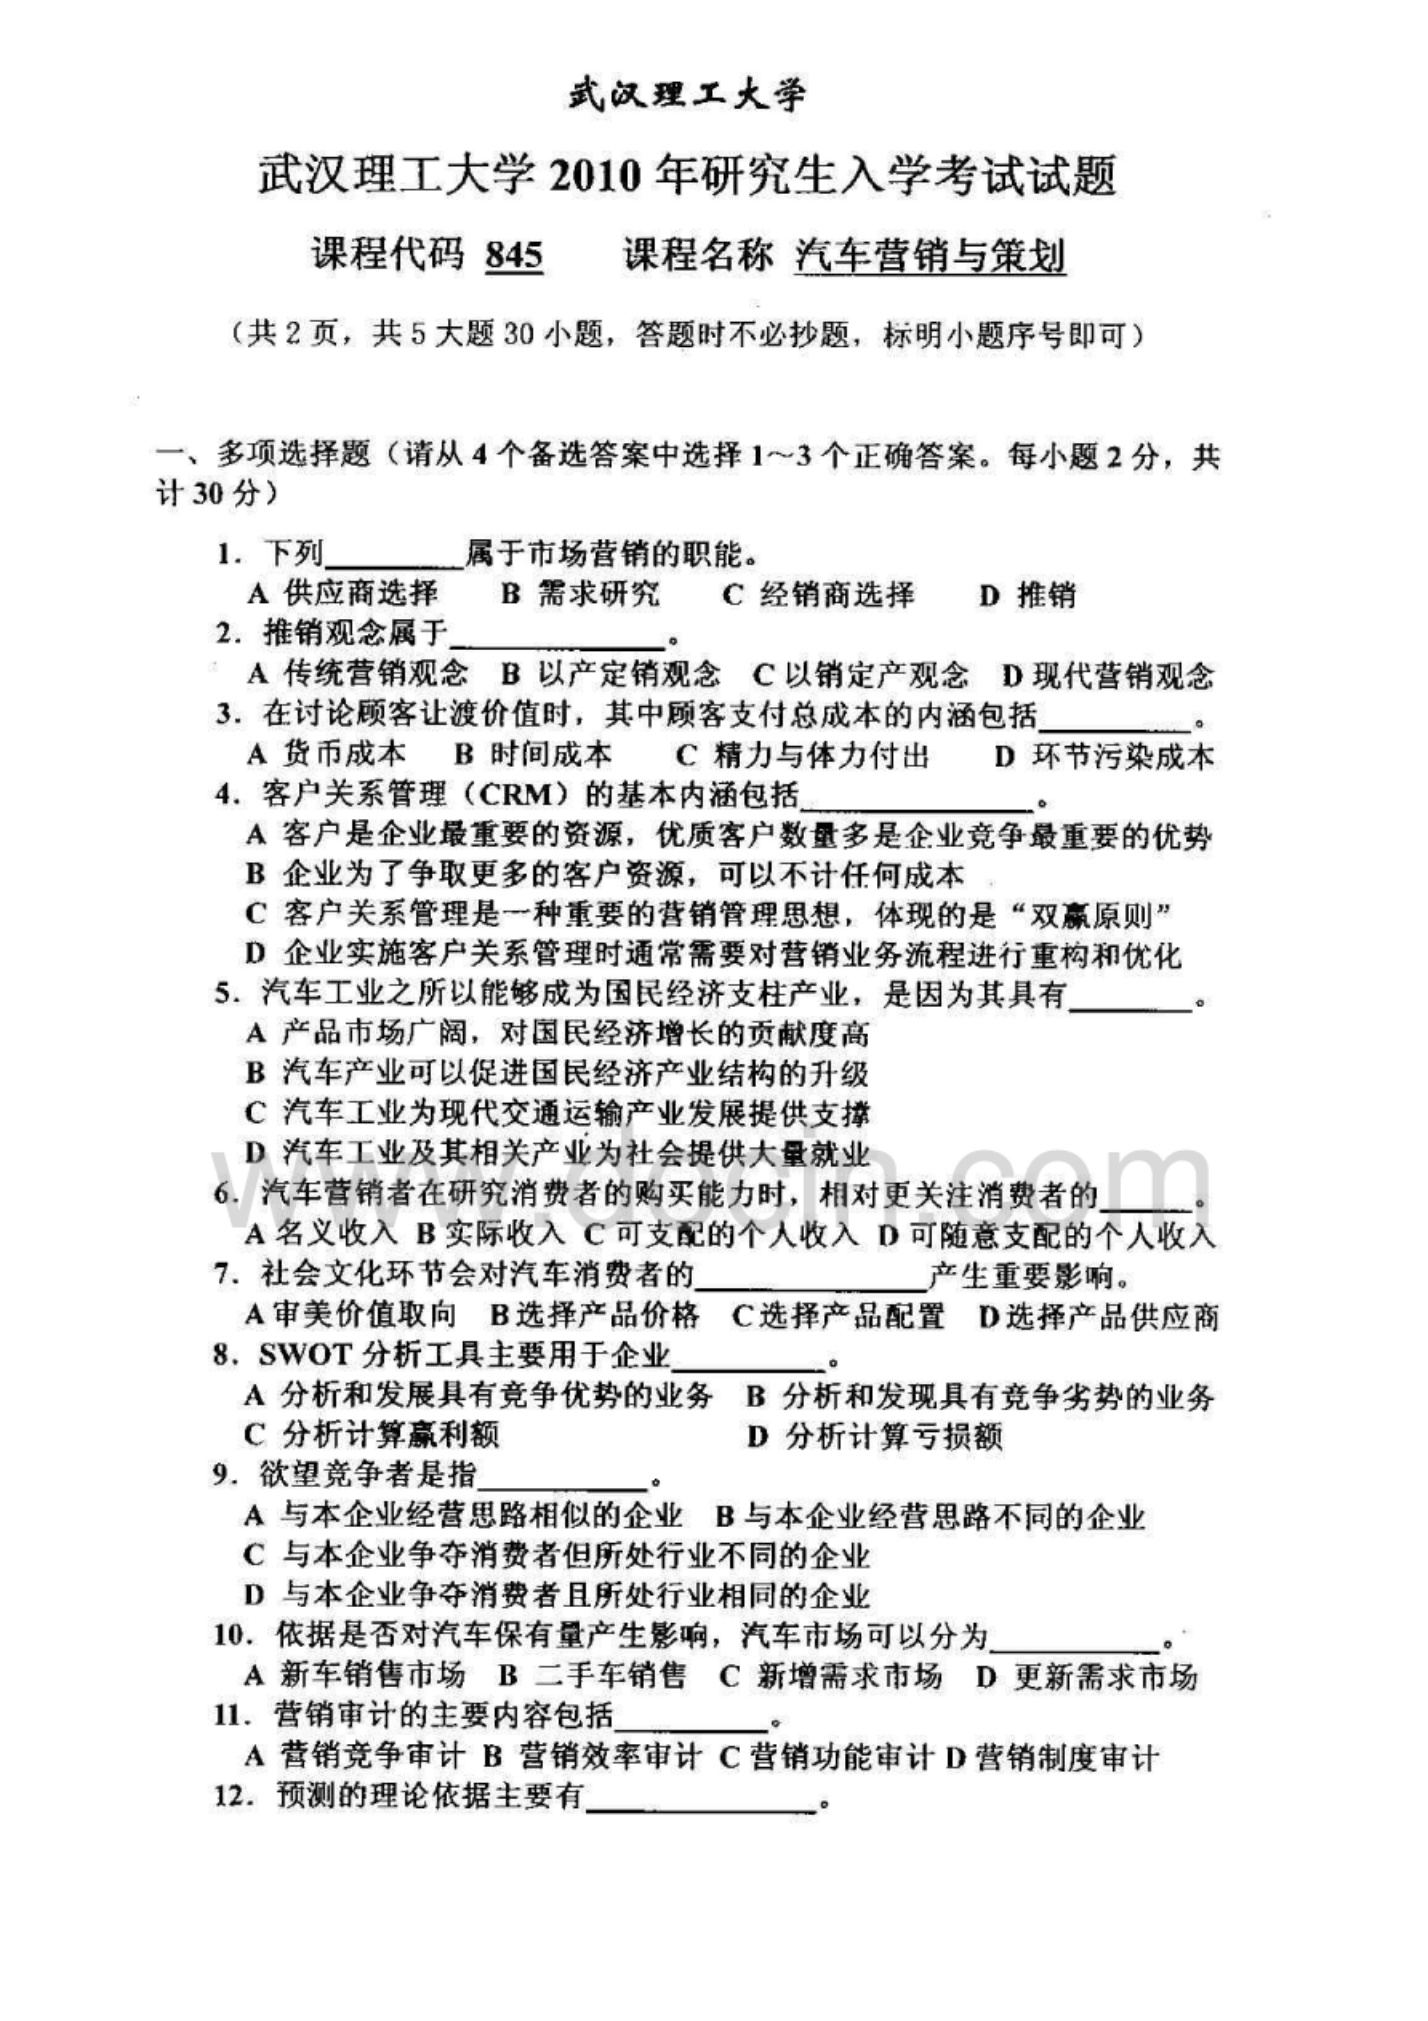 武汉理工大学
武汉理工大学 2010 年研究生入学考试试题
课程代码 845 课程名称 汽车营销与策划
（共 2 页，共 5 大题 30 小题，答题时不必抄题，标明小题序号即可）
一、多项选择题（请从 4 个备选答案中选择 1～3 个正确答案。每小题 2 分，共
计 30 分）
1．下列________属于市场营销的职能。
A 供应商选择 B 需求研究 C 经销商选择 D 推销
2．推销观念属于____________。
A 传统营销观念 B 以产定销观念 C 以销定产观念 D 现代营销观念
3．在讨论顾客让渡价值时，其中顾客支付总成本的内涵包括_________。
A 货币成本 B 时间成本 C 精力与体力付出 D 环节污染成本
4．客户关系管理（CRM）的基本内涵包括_____________。
A 客户是企业最重要的资源，优质客户数量多是企业竞争最重要的优势
B 企业为了争取更多的客户资源，可以不计任何成本
C 客户关系管理是一种重要的营销管理思想，体现的是“双赢原则”
D 企业实施客户关系管理时通常需要对营销业务流程进行重构和优化
5．汽车工业之所以能够成为国民经济支柱产业，是因为其具有_______。
A 产品市场广阔，对国民经济增长的贡献度高
B 汽车产业可以促进国民经济产业结构的升级
C 汽车工业为现代交通运输产业发展提供支撑
D 汽车工业及其相关产业为社会提供大量就业
www.docin.com
6．汽车营销者在研究消费者的购买能力时，相对更关注消费者的_____。
A 名义收入 B 实际收入 C 可支配的个人收入 D 可随意支配的个人收入
7．社会文化环节会对汽车消费者的_____________产生重要影响。
A 审美价值取向 B 选择产品价格 C 选择产品配置 D 选择产品供应商
8．SWOT 分析工具主要用于企业_________。
A 分析和发展具有竞争优势的业务 B 分析和发现具有竞争劣势的业务
C 分析计算赢利额 D 分析计算亏损额
9．欲望竞争者是指_________。
A 与本企业经营思路相似的企业 B 与本企业经营思路不同的企业
C 与本企业争夺消费者但所处行业不同的企业
D 与本企业争夺消费者且所处行业相同的企业
10．依据是否对汽车保有量产生影响，汽车市场可以分为_________。
A 新车销售市场 B 二手车销售 C 新增需求市场 D 更新需求市场
11．营销审计的主要内容包括_________。
A 营销竞争审计 B 营销效率审计 C 营销功能审计 D 营销制度审计
12．预测的理论依据主要有_____________。